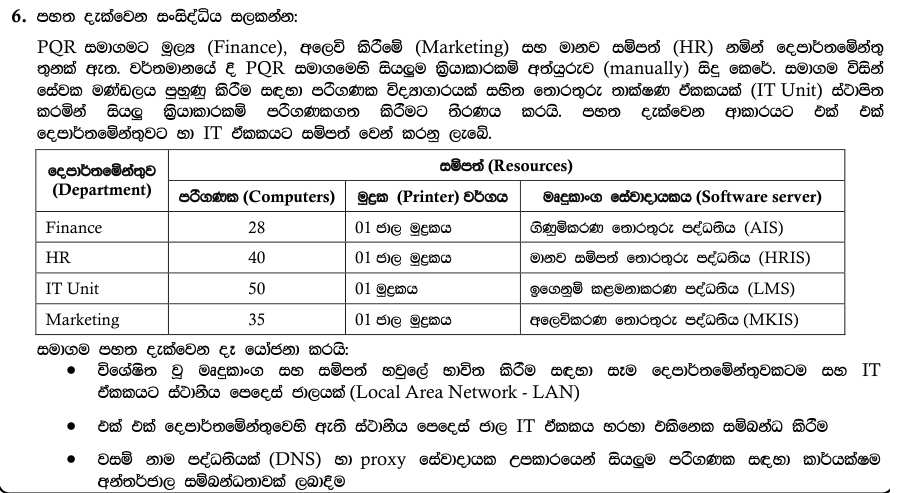 6. පහත දැක්වෙන සංසිද්ධිය සලකන්න:
PQR සමාගමට මූල්‍ය (Finance), අලෙවි කිරීමේ (Marketing) සහ මානව සම්පත් (HR) නමින් දෙපාර්තමේන්තු
තුනක් ඇත. වර්තමානයේ දී PQR සමාගමෙහි සියලුම ක්‍රියාකාරකම් අත්යුරුව (manually) සිදු කෙරේ. සමාගම විසින්
සේවක මණ්ඩලය පුහුණු කිරීම සඳහා පරිගණක විද්‍යාගාරයක් සහිත තොරතුරු තාක්ෂණ ඒකකයක් (IT Unit) ස්ථාපිත
කරමින් සියලු ක්‍රියාකාරකම් පරිගණකගත කිරීමට තීරණය කරයි. පහත දැක්වෙන ආකාරයට එක් එක්
දෙපාර්තමේන්තුවට හා IT ඒකකයට සම්පත් වෙන් කරනු ලැබේ.
දෙපාර්තමේන්තුව (Department) සම්පත් (Resources)
පරිගණක (Computers) මුද්‍රක (Printer) වර්ගය මෘදුකාංග සේවාදායකය (Software server)
Finance 28 01 ජාල මුද්‍රකය ගිණුම්කරණ තොරතුරු පද්ධතිය (AIS)
HR 40 01 ජාල මුද්‍රකය මානව සම්පත් තොරතුරු පද්ධතිය (HRIS)
IT Unit 50 01 මුද්‍රකය ඉගෙනුම් කළමනාකරණ පද්ධතිය (LMS)
Marketing 35 01 ජාල මුද්‍රකය අලෙවිකරණ තොරතුරු පද්ධතිය (MKIS)
සමාගම පහත දැක්වෙන දෑ යෝජනා කරයි:
• විශේෂිත වූ මෘදුකාංග සහ සම්පත් හවුලේ භාවිත කිරීම සඳහා සෑම දෙපාර්තමේන්තුවකටම සහ IT
ඒකකයට ස්ථානීය පෙදෙස් ජාලයක් (Local Area Network - LAN)
• එක් එක් දෙපාර්තමේන්තුවෙහි ඇති ස්ථානීය පෙදෙස් ජාල IT ඒකකය හරහා එකිනෙක සම්බන්ධ කිරීම
• වසම් නාම පද්ධතියක් (DNS) හා proxy සේවාදායක උපකාරයෙන් සියලුම පරිගණක සඳහා කාර්යක්ෂම
අන්තර්ජාල සම්බන්ධතාවක් ලබාදීම